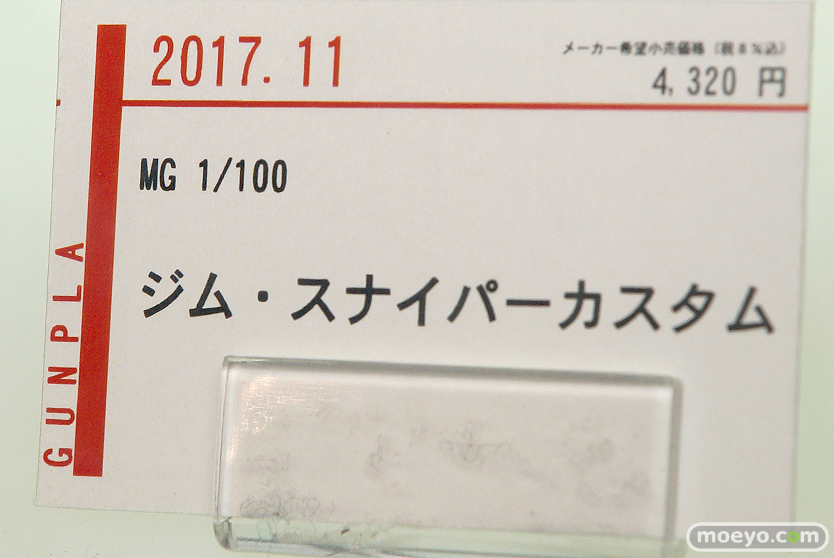 2017.11
メーカー希望小売価格(税8%込)
4,320 円
MG 1/100
ジム・スナイパーカスタム
GUNPLA
moeyo.com